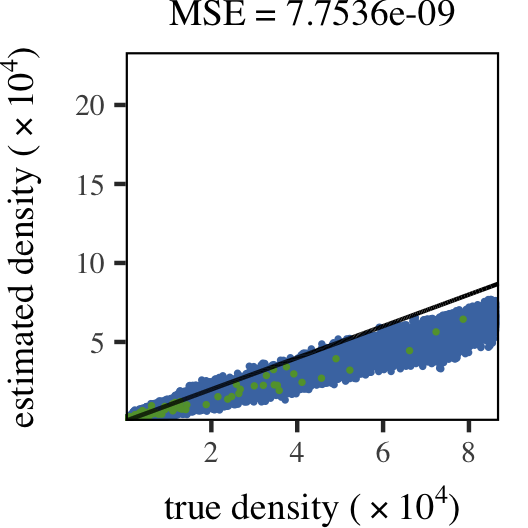 MSE = 7.7536e-09
estimated density ( × 10⁴)
20
15
10
5
2 4 6 8
true density ( × 10⁴)